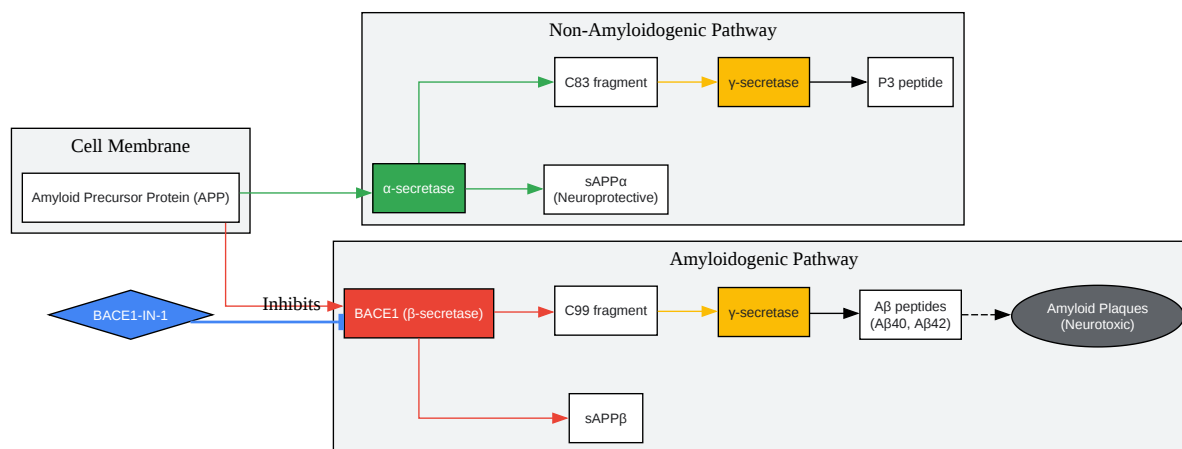 Non-Amyloidogenic Pathway
C83 fragment
γ-secretase
P3 peptide
Cell Membrane
Amyloid Precursor Protein (APP)
α-secretase
sAPPα
(Neuroprotective)
Amyloidogenic Pathway
Inhibits
BACE1-IN-1
BACE1 (β-secretase)
C99 fragment
γ-secretase
Aβ peptides
(Aβ40, Aβ42)
Amyloid Plaques
(Neurotoxic)
sAPPβ